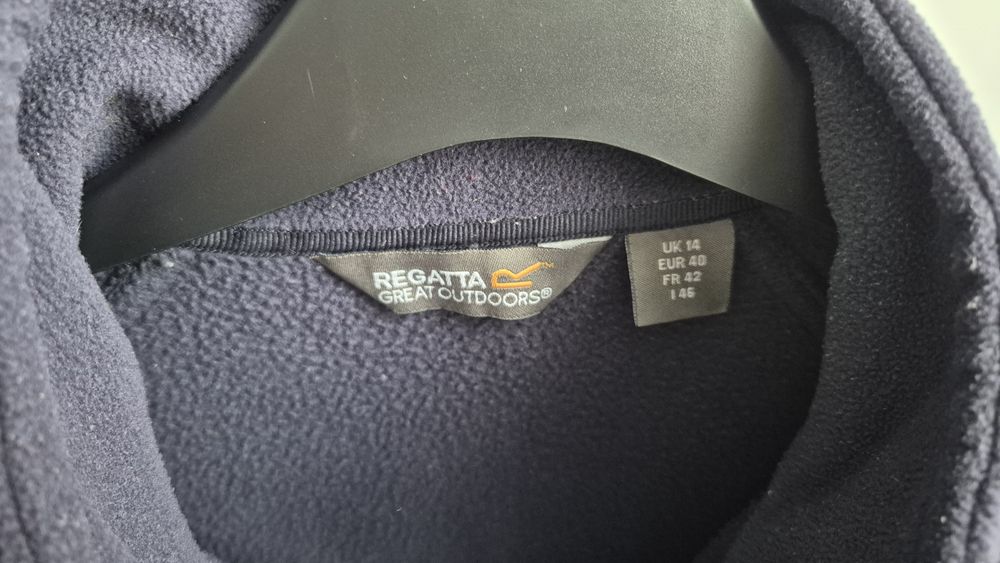 REGATTA
GREAT OUTDOORS®
UK 14
EUR 40
FR 42
I 46